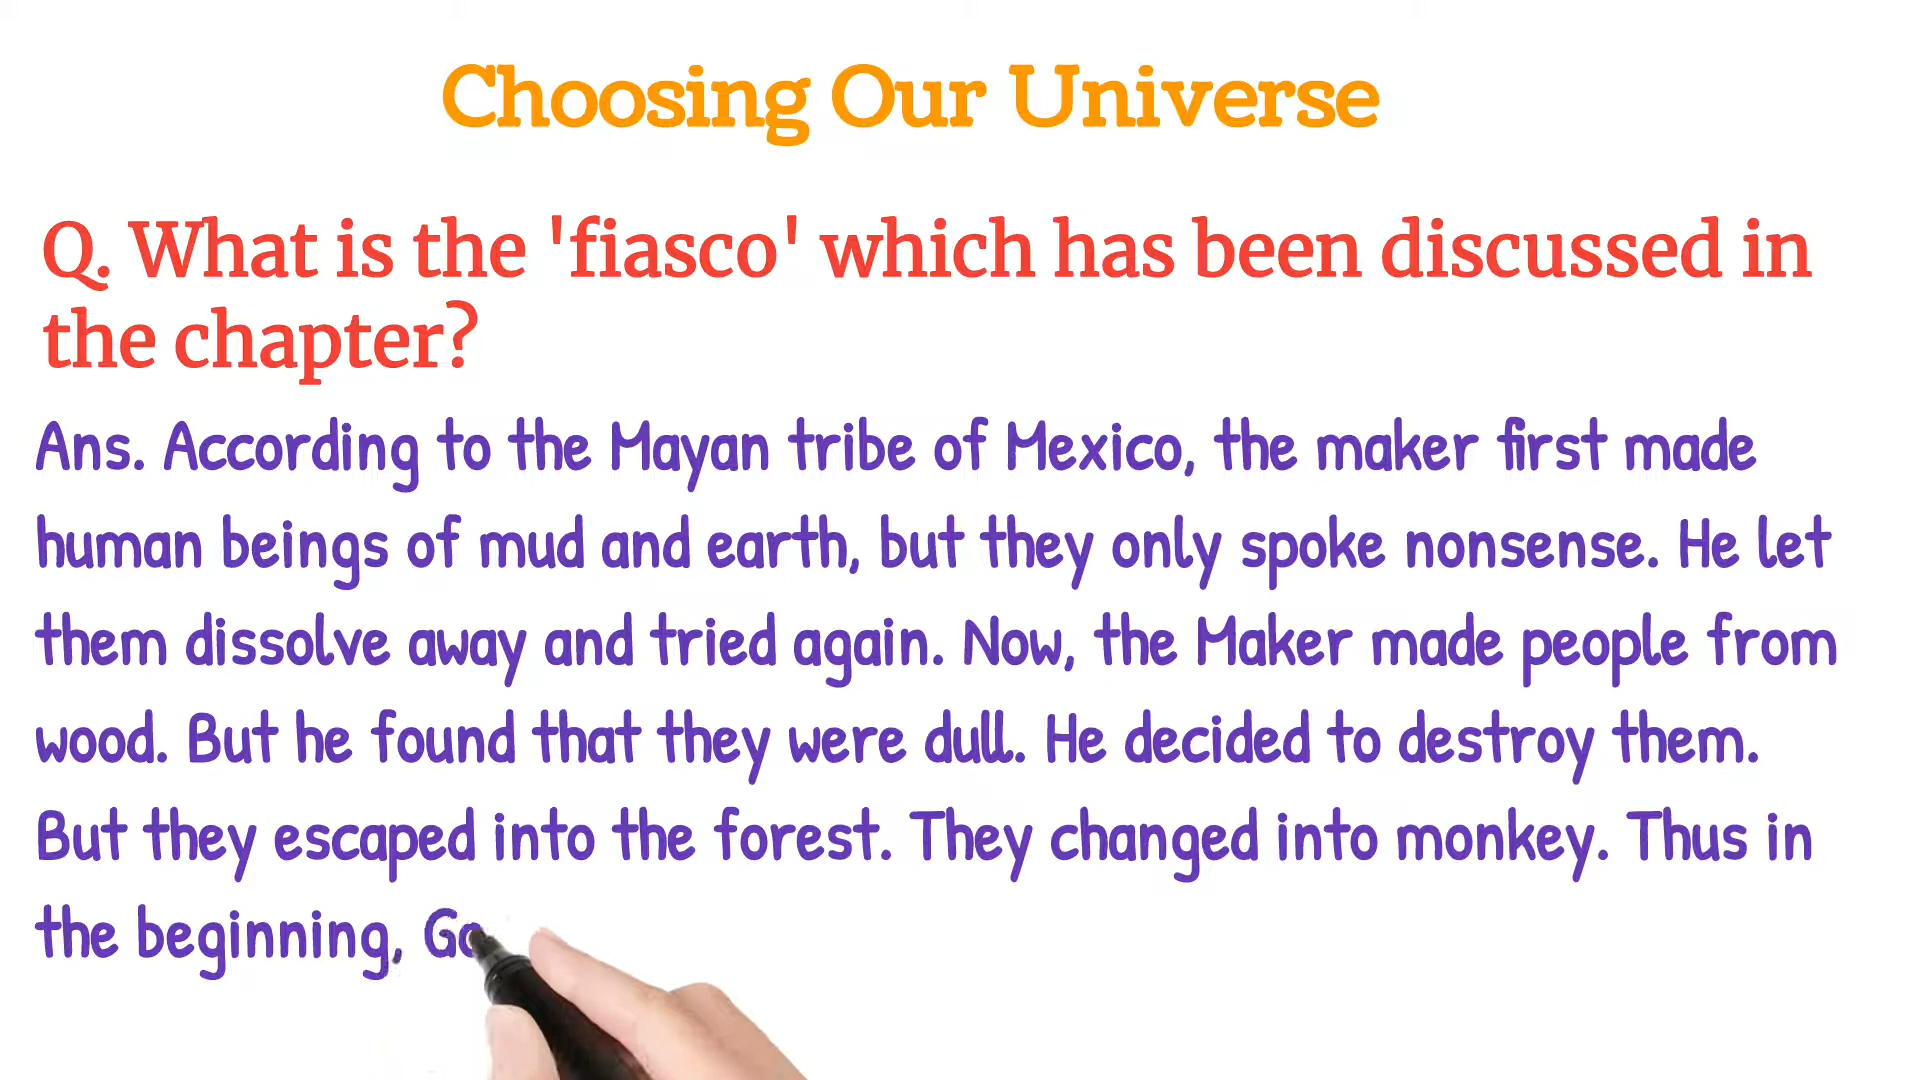 Choosing Our Universe
Q. What is the 'fiasco' which has been discussed in
the chapter?
Ans. According to the Mayan tribe of Mexico, the maker first made
human beings of mud and earth, but they only spoke nonsense. He let
them dissolve away and tried again. Now, the Maker made people from
wood. But he found that they were dull. He decided to destroy them.
But they escaped into the forest. They changed into monkey. Thus in
the beginning,